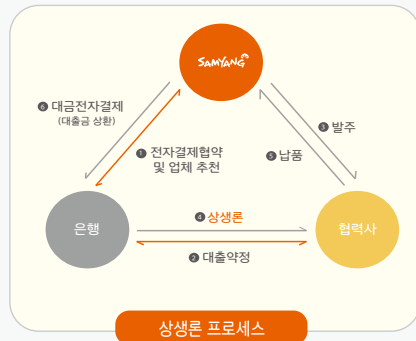 SAMYANG
❻ 대금전자결제
(대출금 상환)
❶ 전자결제협약
및 업체 추천
❸ 발주
❺ 납품
은행
❹ 상생론
❷ 대출약정
협력사
상생론 프로세스